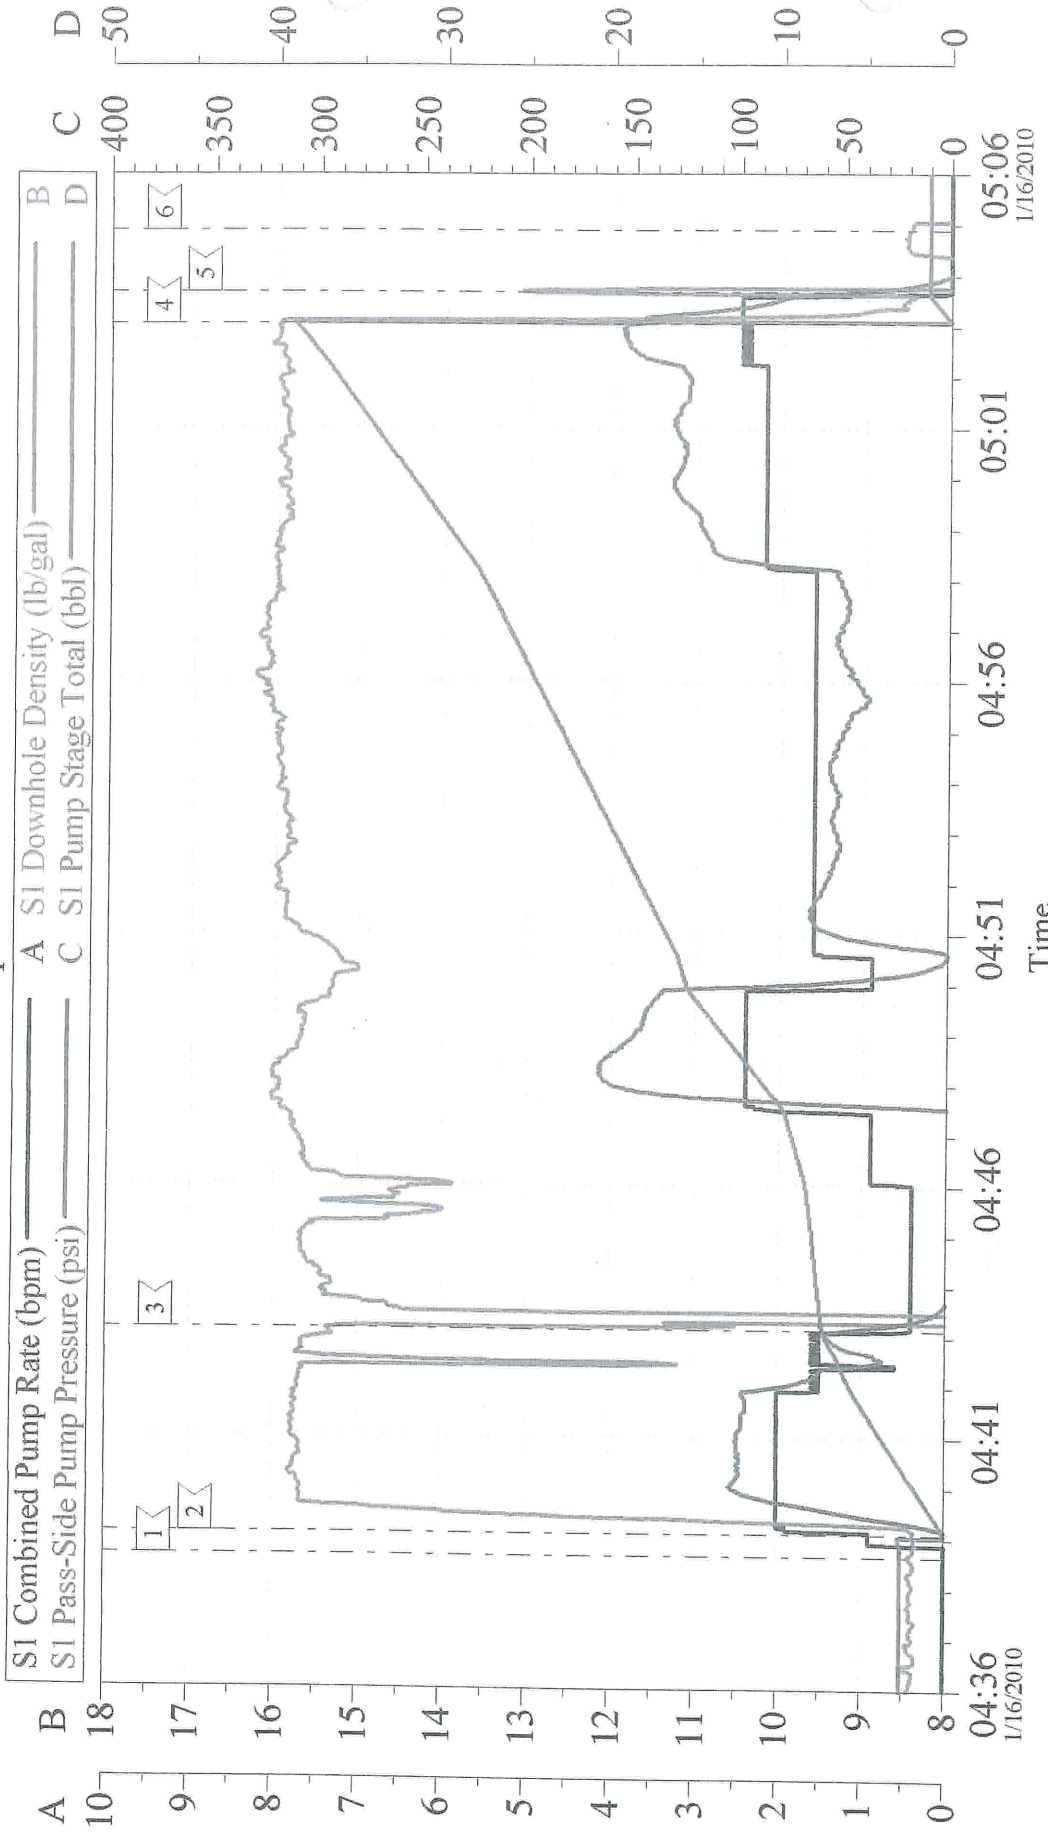 S1 Combined Pump Rate (bpm) A S1 Downhole Density (lb/gal) B
S1 Pass-Side Pump Pressure (psi) C S1 Pump Stage Total (bbl) D
A B C D
10 18 400 50
9 17 350 40
8 16 300 30
7 15 250 20
6 14 200 10
5 13 150 0
4 12 100
3 11 50
2 10 0
1 9
0 8
1 2 3 4 5 6
04:36 04:41 04:46 04:51 04:56 05:01 05:06
1/16/2010 1/16/2010
Time